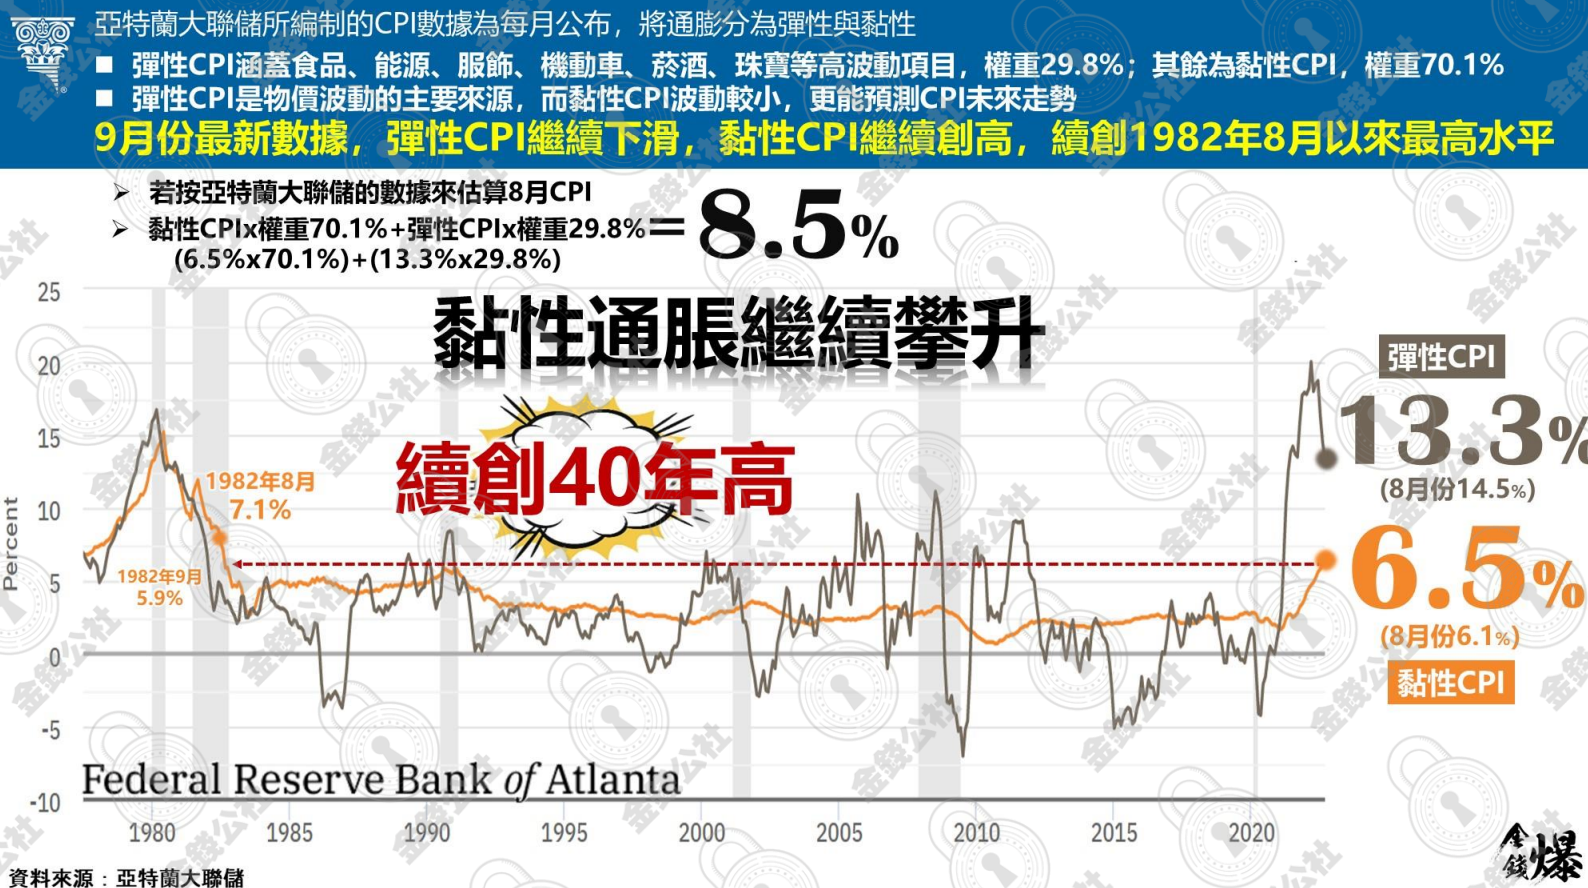 亞特蘭大聯儲所編制的CPI數據為每月公布，將通膨分為彈性與黏性
■ 彈性CPI涵蓋食品、能源、服飾、機動車、菸酒、珠寶等高波動項目，權重29.8%；其餘為黏性CPI，權重70.1%
■ 彈性CPI是物價波動的主要來源，而黏性CPI波動較小，更能預測CPI未來走勢
9月份最新數據，彈性CPI繼續下滑，黏性CPI繼續創高，續創1982年8月以來最高水平
➢ 若按亞特蘭大聯儲的數據來估算8月CPI
➢ 黏性CPIx權重70.1%+彈性CPIx權重29.8%
(6.5%x70.1%)+(13.3%x29.8%)
=8.5%
黏性通脹繼續攀升
續創40年高
1982年8月
7.1%
1982年9月
5.9%
彈性CPI
13.3%
(8月份14.5%)
6.5%
(8月份6.1%)
黏性CPI
Percent
25
20
15
10
5
0
-5
-10
Federal Reserve Bank of Atlanta
1980 1985 1990 1995 2000 2005 2010 2015 2020
資料來源：亞特蘭大聯儲
金錢爆
金錢公社